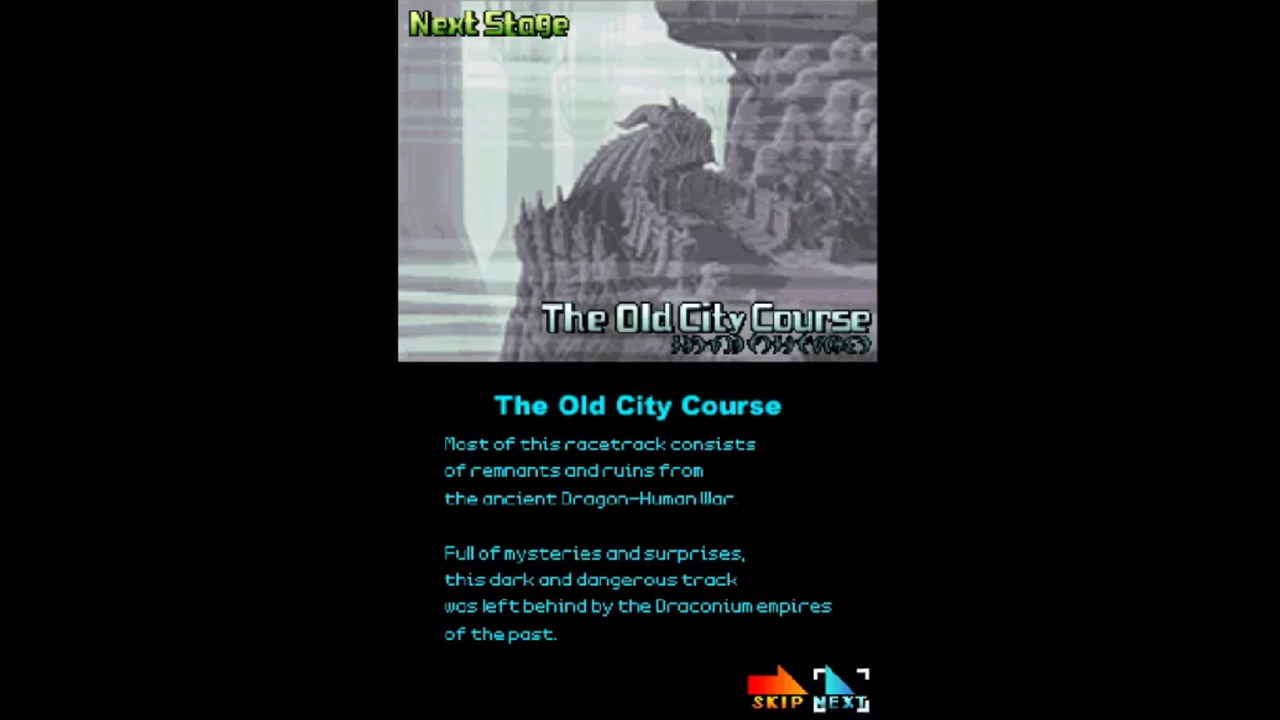 Next Stage
The Old City Course
The Old City Course
Most of this racetrack consists
of remnants and ruins from
the ancient Dragon-Human War.
Full of mysteries and surprises,
this dark and dangerous track
was left behind by the Draconium empires
of the past.
SKIP NEXT